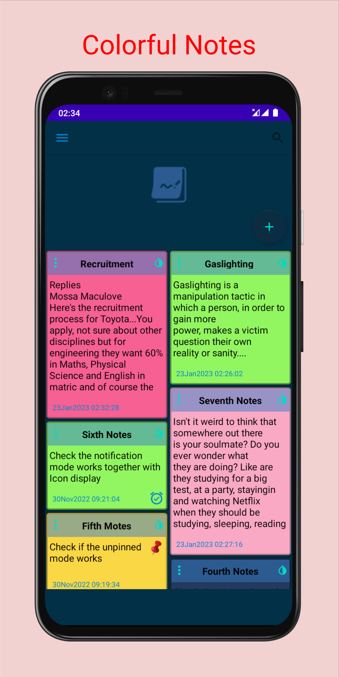 Colorful Notes
02:34
Recruitment
Replies
Mossa Maculove
Here's the recruitment
process for Toyota...You
apply, not sure about other
disciplines but for
engineering they want 60%
in Maths, Physical
Science and English in
matric and of course the
23Jan2023 02:32:28
Gaslighting
Gaslighting is a
manipulation tactic in
which a person, in order to
gain more
power, makes a victim
question their own
reality or sanity....
23Jan2023 02:26:02
Sixth Notes
Check the notification
mode works together with
Icon display
30Nov2022 09:21:04
Seventh Notes
Isn't it weird to think that
somewhere out there
is your soulmate? Do you
ever wonder what
they are doing? Like are
they studying for a big
test, at a party, stayingin
and watching Netflix
when they should be
studying, sleeping, reading
23Jan2023 02:27:16
Fifth Motes
Check if the unpinned
mode works
30Nov2022 09:19:34
Fourth Notes